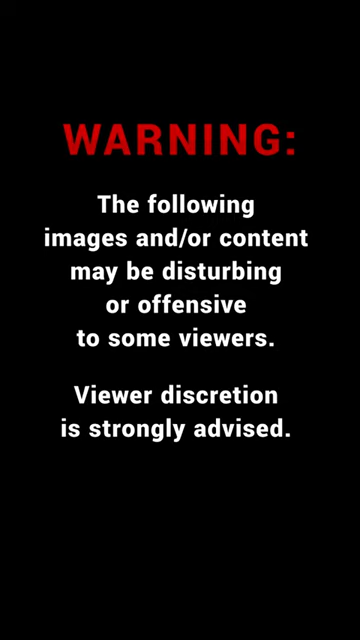 WARNING:
The following
images and/or content
may be disturbing
or offensive
to some viewers.
Viewer discretion
is strongly advised.